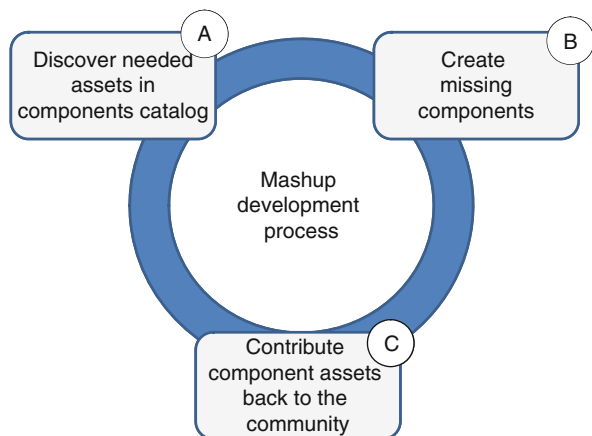 A
Discover needed
assets in
components catalog
B
Create
missing
components
Mashup
development
process
C
Contribute
component assets
back to the
community